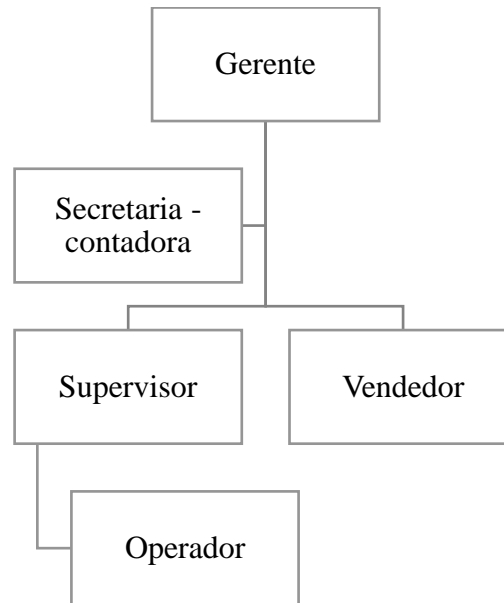 Gerente
Secretaria -
contadora
Supervisor
Vendedor
Operador